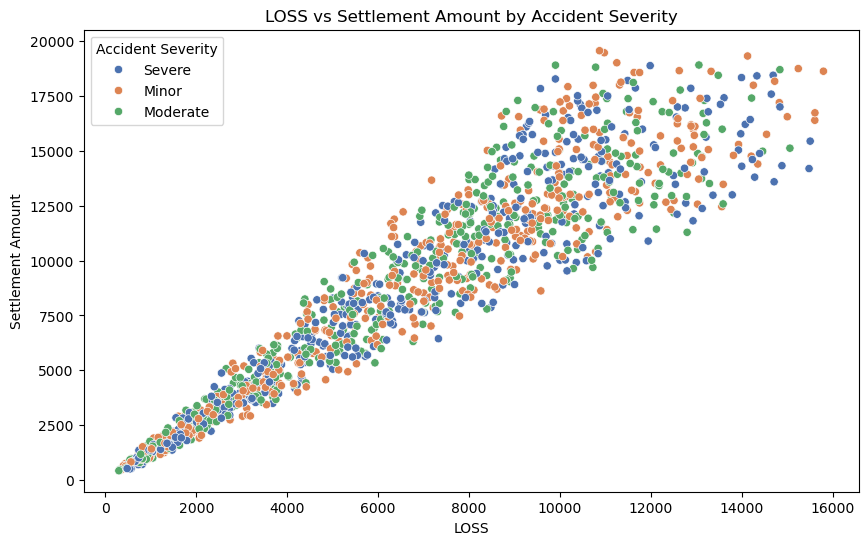 LOSS vs Settlement Amount by Accident Severity
Accident Severity
Severe
Minor
Moderate
Settlement Amount
20000
17500
15000
12500
10000
7500
5000
2500
0
0 2000 4000 6000 8000 10000 12000 14000 16000
LOSS